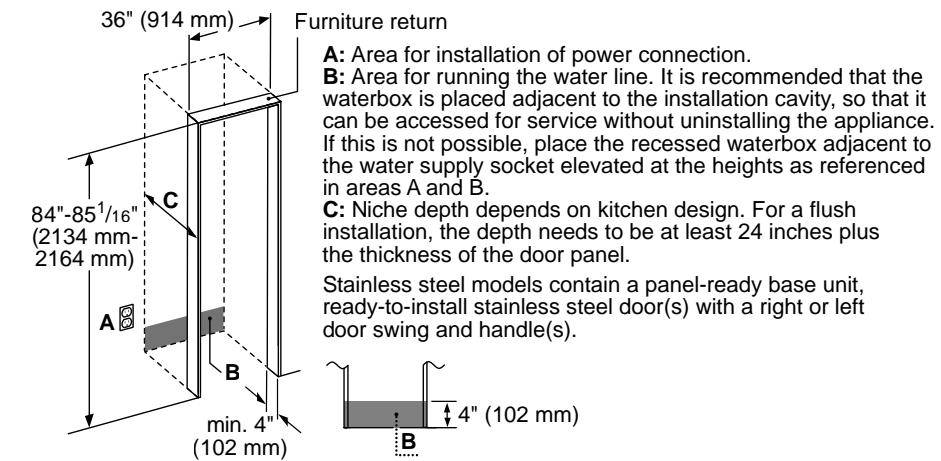 36" (914 mm)
Furniture return
A: Area for installation of power connection.
B: Area for running the water line. It is recommended that the
waterbox is placed adjacent to the installation cavity, so that it
can be accessed for service without uninstalling the appliance.
If this is not possible, place the recessed waterbox adjacent to
the water supply socket elevated at the heights as referenced
in areas A and B.
C: Niche depth depends on kitchen design. For a flush
installation, the depth needs to be at least 24 inches plus
the thickness of the door panel.
Stainless steel models contain a panel-ready base unit,
ready-to-install stainless steel door(s) with a right or left
door swing and handle(s).
C
84"-85 1/16"
(2134 mm-
2164 mm)
A
B
min. 4"
(102 mm)
4" (102 mm)
B